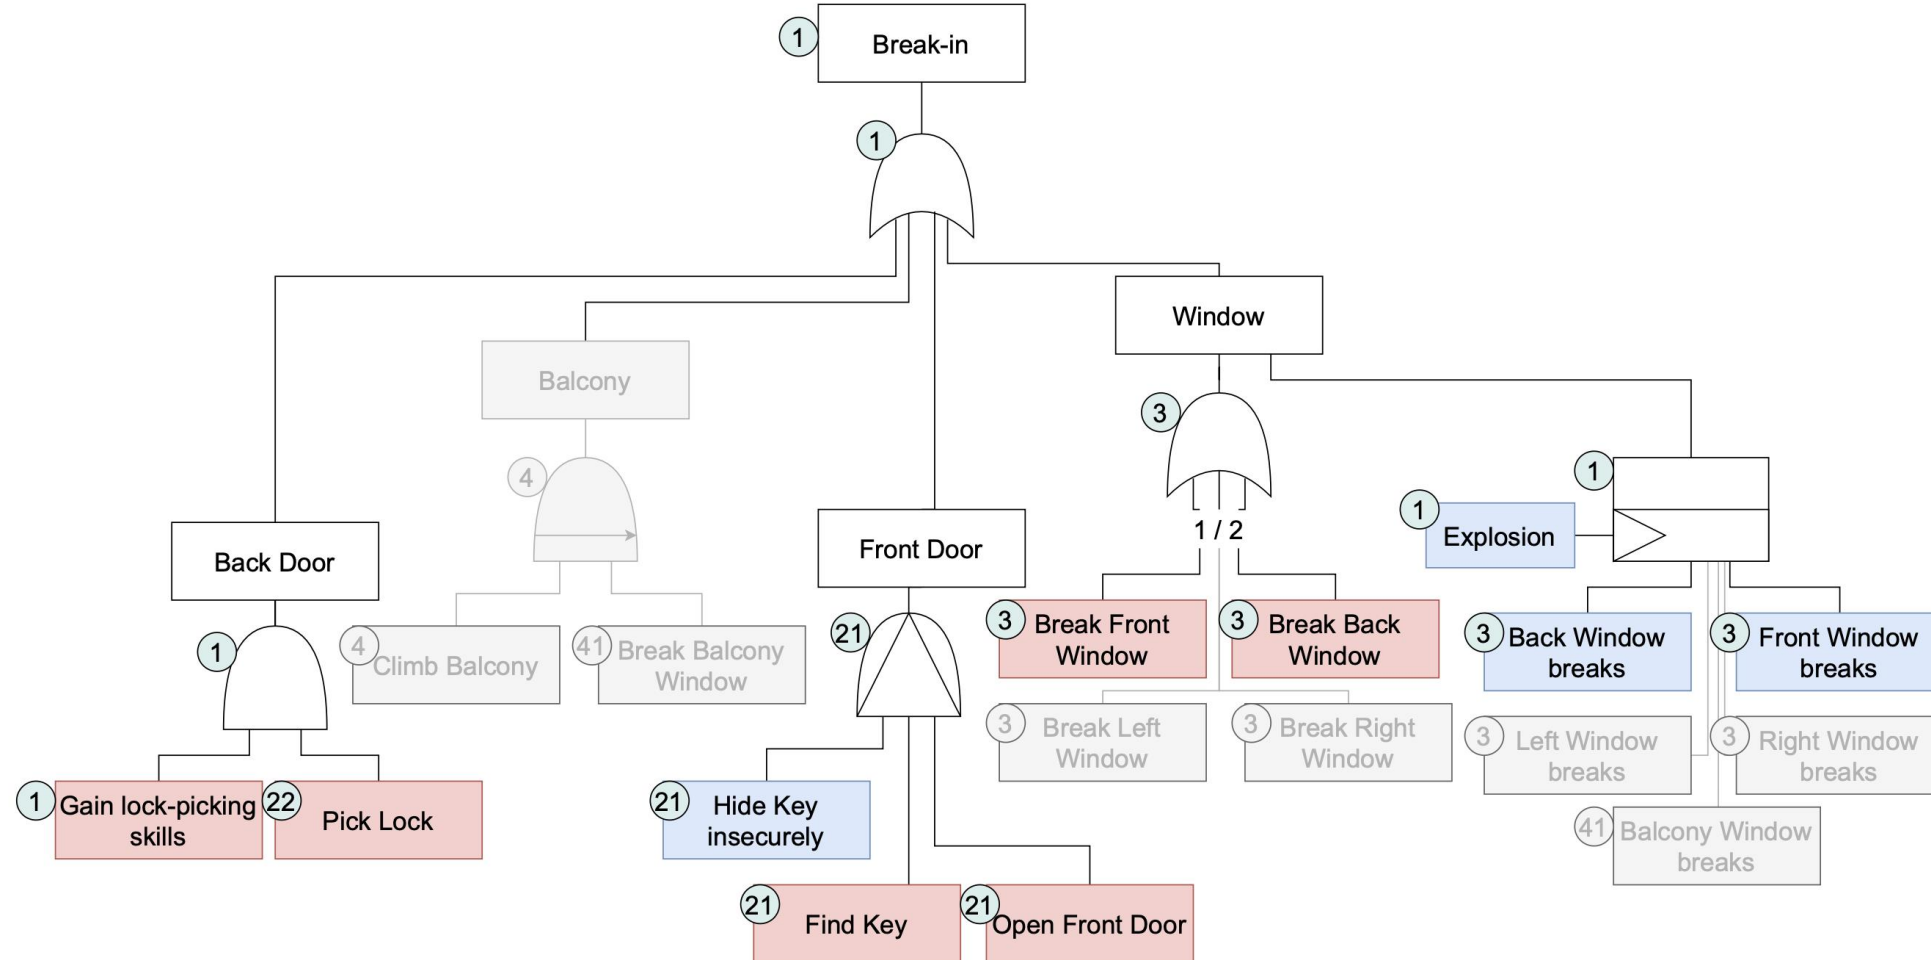 1
Break-in
1
Window
Balcony
3
4
1
1
Explosion
1 / 2
Back Door
Front Door
1
4
Climb Balcony
41
Break Balcony
Window
21
3
Break Front
Window
3
Break Back
Window
3
Back Window
breaks
3
Front Window
breaks
3
Break Left
Window
3
Break Right
Window
3
Left Window
breaks
3
Right Window
breaks
1
Gain lock-picking
skills
22
Pick Lock
21
Hide Key
insecurely
41
Balcony Window
breaks
21
Find Key
21
Open Front Door